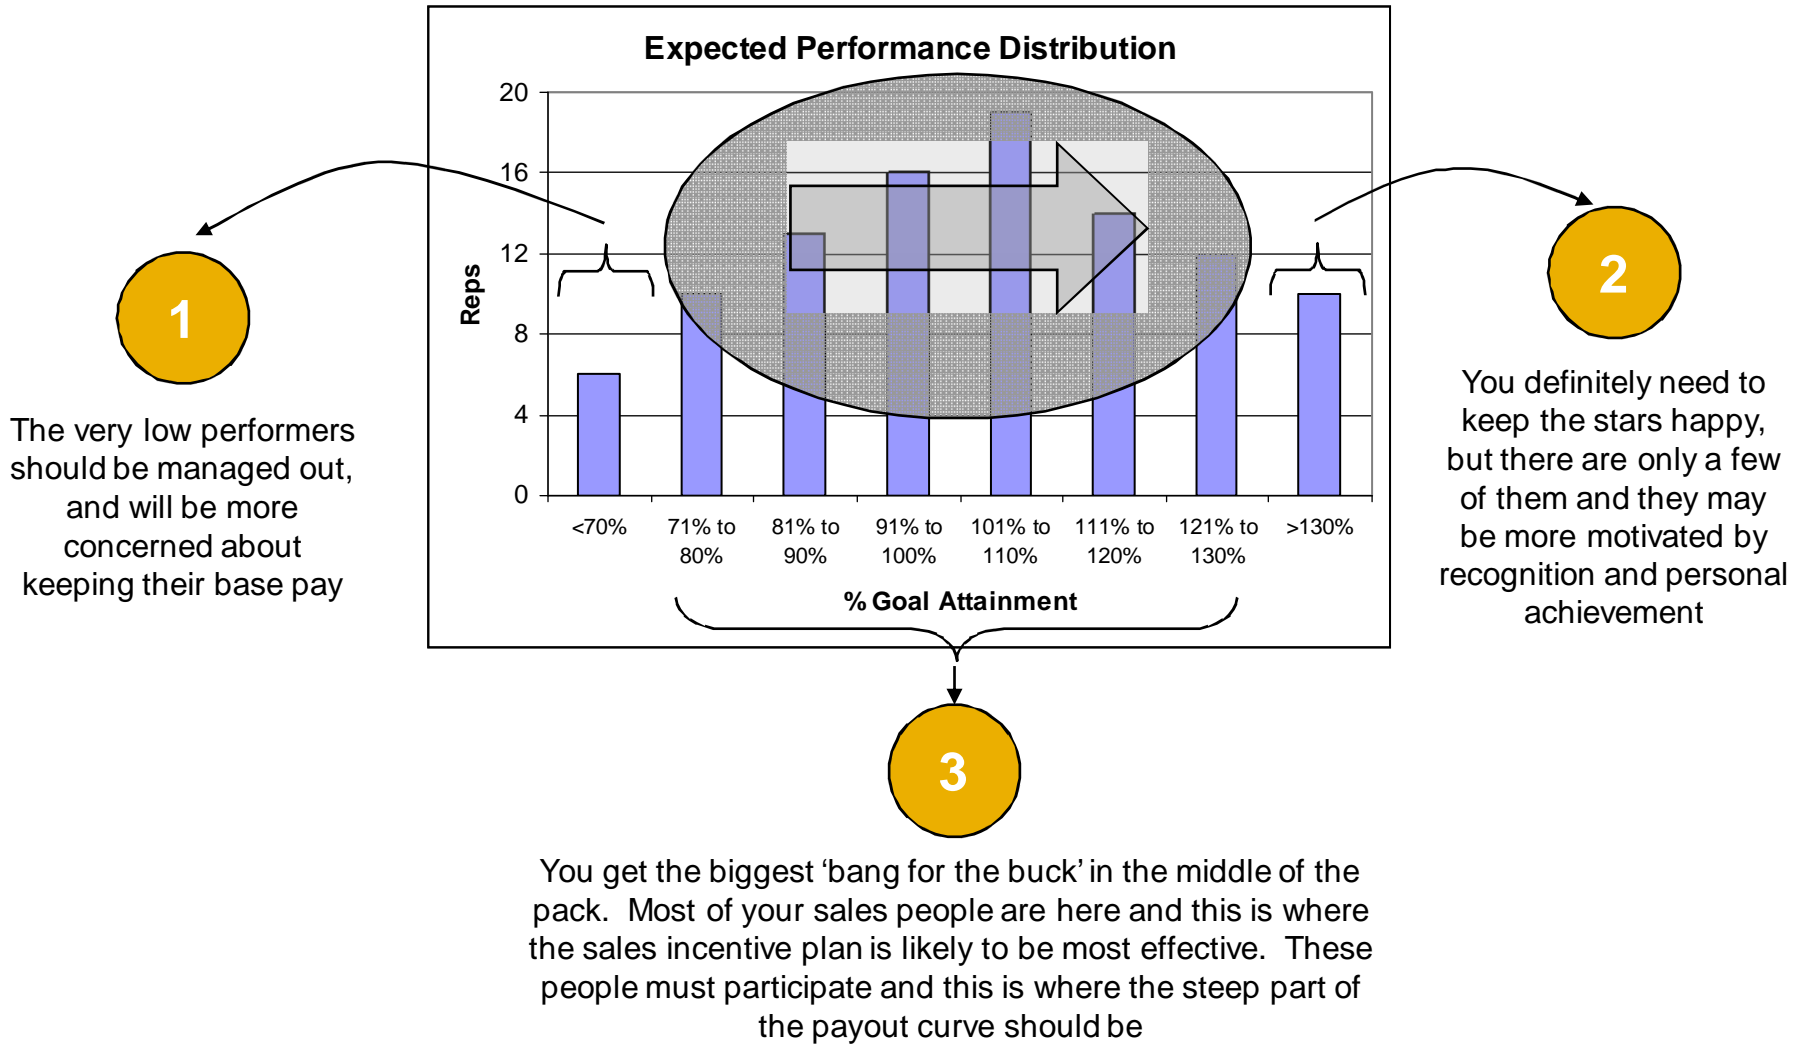 Expected Performance Distribution
20
16
12
8
4
0
Reps
<70%
71% to
80%
81% to
90%
91% to
100%
101% to
110%
111% to
120%
121% to
130%
>130%
% Goal Attainment
1
The very low performers
should be managed out,
and will be more
concerned about
keeping their base pay
2
You definitely need to
keep the stars happy,
but there are only a few
of them and they may
be more motivated by
recognition and personal
achievement
3
You get the biggest ‘bang for the buck’ in the middle of the
pack.  Most of your sales people are here and this is where
the sales incentive plan is likely to be most effective.  These
people must participate and this is where the steep part of
the payout curve should be